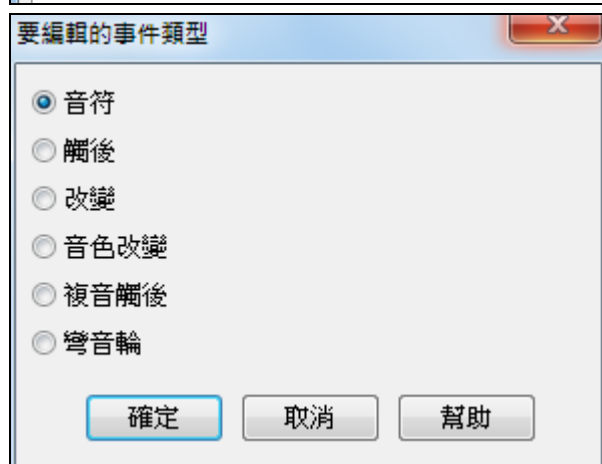 要編輯的事件類型
音符
觸後
改變
音色改變
複音觸後
彎音輪
確定 取消 幫助